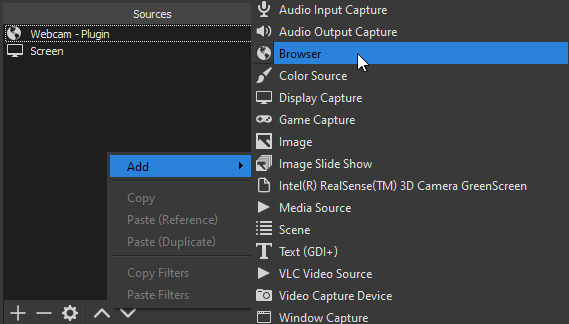 Sources
Webcam - Plugin
Screen
Add
Copy
Paste (Reference)
Paste (Duplicate)
Copy Filters
Paste Filters
Audio Input Capture
Audio Output Capture
Browser
Color Source
Display Capture
Game Capture
Image
Image Slide Show
Intel(R) RealSense(TM) 3D Camera GreenScreen
Media Source
Scene
Text (GDI+)
VLC Video Source
Video Capture Device
Window Capture